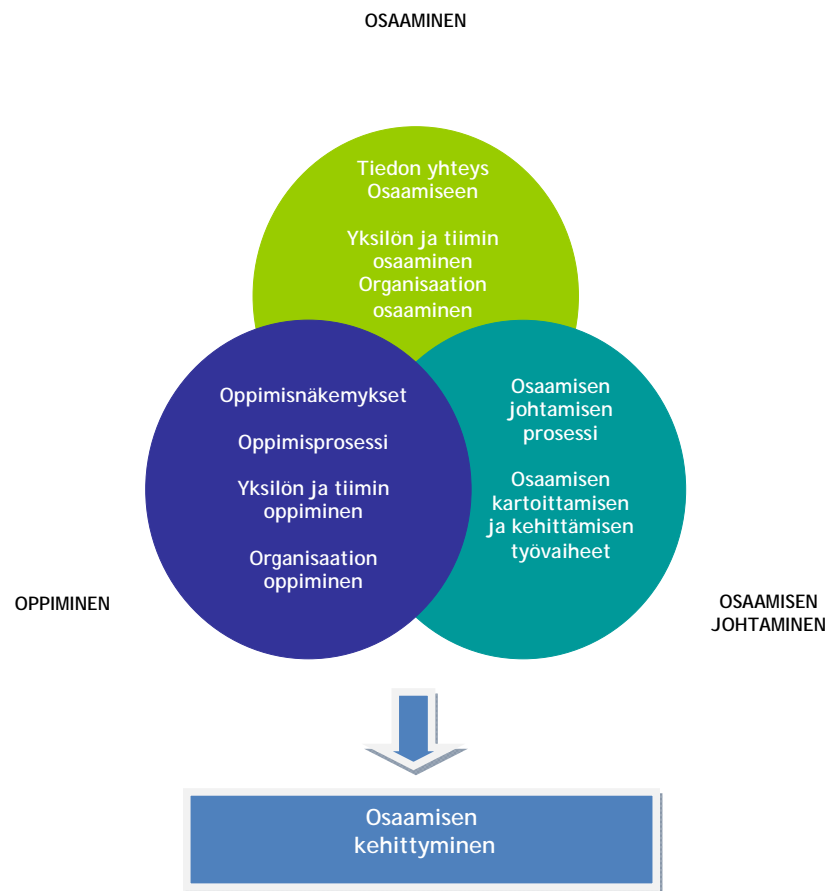 OSAAMINEN
Tiedon yhteys
Osaamiseen
Yksilön ja tiimin
osaaminen
Organisaation
osaaminen
Oppimisnäkemykset
Oppimisprosessi
Yksilön ja tiimin
oppiminen
Organisaation
oppiminen
Osaamisen
johtamisen
prosessi
Osaamisen
kartoittamisen
ja kehittämisen
työvaiheet
OPPIMINEN
OSAAMISEN
JOHTAMINEN
Osaamisen
kehittyminen